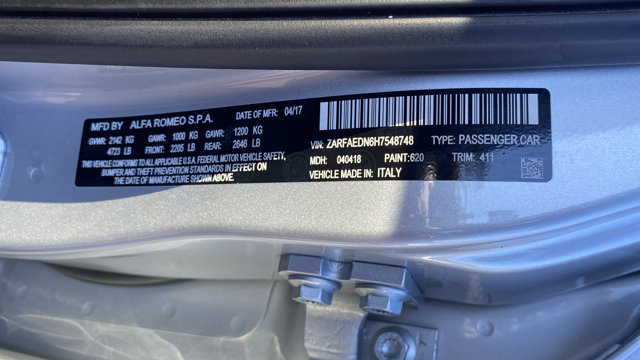 MFD BY ALFA ROMEO S.P.A. DATE OF MFR: 04/17
GVWR: 2142 KG GAWR: 1000 KG GAWR: 1200 KG
4723 LB FRONT: 2205 LB REAR: 2646 LB
THIS VEHICLE CONFORMS TO ALL APPLICABLE U.S.A. FEDERAL MOTOR VEHICLE SAFETY,
BUMPER AND THEFT PREVENTION STANDARDS IN EFFECT ON
THE DATE OF MANUFACTURE SHOWN ABOVE.
VIN: ZARFAEDN6H7548748 TYPE: PASSENGER CAR
MDH: 040418 PAINT: 620 TRIM: 411
VEHICLE MADE IN: ITALY